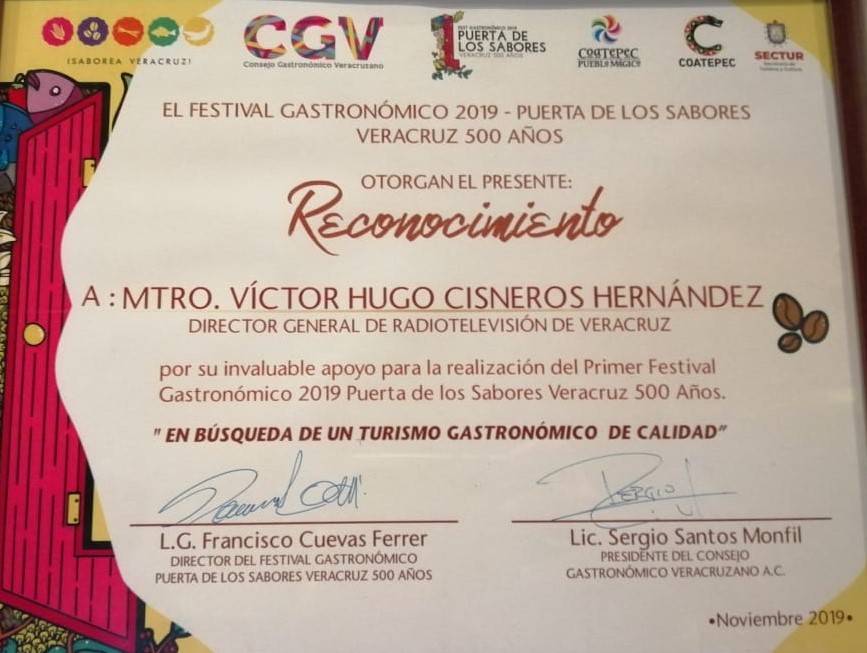 ¡SABOREA VERACRUZ!
CGV
Consejo Gastronómico Veracruzano
FEST GASTRONÓMICO 2019
PUERTA DE
LOS SABORES
VERACRUZ 500 AÑOS
COATEPEC
PUEBLO MÁGICO
COATEPEC
SECTUR
EL FESTIVAL GASTRONÓMICO 2019 - PUERTA DE LOS SABORES
VERACRUZ 500 AÑOS
OTORGAN EL PRESENTE:
Reconocimiento
A : MTRO. VÍCTOR HUGO CISNEROS HERNÁNDEZ
DIRECTOR GENERAL DE RADIOTELEVISIÓN DE VERACRUZ
por su invaluable apoyo para la realización del Primer Festival
Gastronómico 2019 Puerta de los Sabores Veracruz 500 Años.
" EN BÚSQUEDA DE UN TURISMO GASTRONÓMICO DE CALIDAD"
L.G. Francisco Cuevas Ferrer
DIRECTOR DEL FESTIVAL GASTRONÓMICO
PUERTA DE LOS SABORES VERACRUZ 500 AÑOS
Lic. Sergio Santos Monfil
PRESIDENTE DEL CONSEJO
GASTRONÓMICO VERACRUZANO A.C.
•Noviembre 2019•